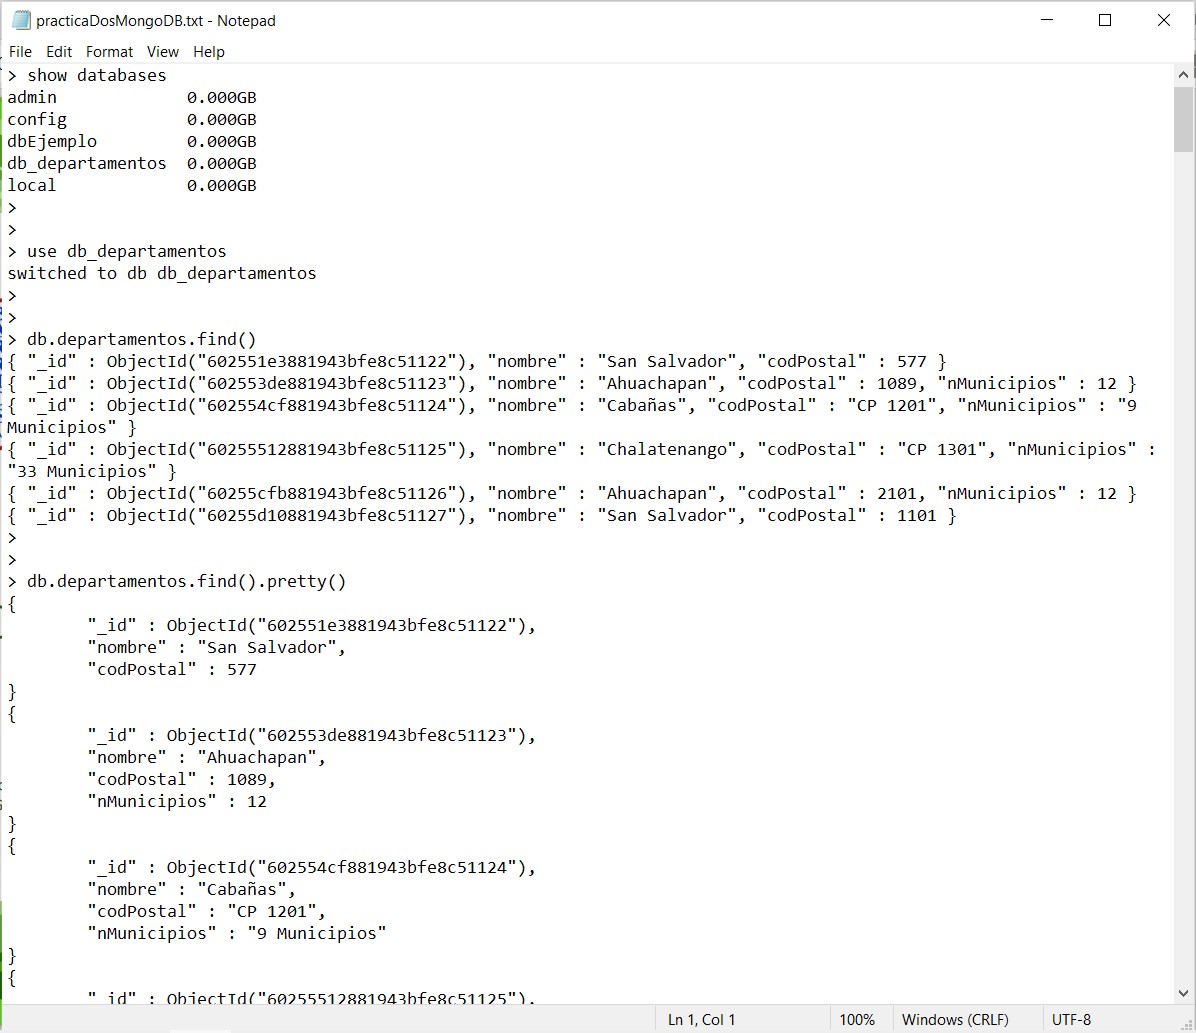 practicaDosMongoDB.txt - Notepad
File Edit Format View Help
> show databases
admin             0.000GB
config            0.000GB
dbEjemplo         0.000GB
db_departamentos  0.000GB
local             0.000GB
>
>
> use db_departamentos
switched to db db_departamentos
>
>
> db.departamentos.find()
{ "_id" : ObjectId("602551e3881943bfe8c51122"), "nombre" : "San Salvador", "codPostal" : 577 }
{ "_id" : ObjectId("602553de881943bfe8c51123"), "nombre" : "Ahuachapan", "codPostal" : 1089, "nMunicipios" : 12 }
{ "_id" : ObjectId("602554cf881943bfe8c51124"), "nombre" : "Cabañas", "codPostal" : "CP 1201", "nMunicipios" : "9
Municipios" }
{ "_id" : ObjectId("60255512881943bfe8c51125"), "nombre" : "Chalatenango", "codPostal" : "CP 1301", "nMunicipios" :
"33 Municipios" }
{ "_id" : ObjectId("60255cfb881943bfe8c51126"), "nombre" : "Ahuachapan", "codPostal" : 2101, "nMunicipios" : 12 }
{ "_id" : ObjectId("60255d10881943bfe8c51127"), "nombre" : "San Salvador", "codPostal" : 1101 }
>
>
> db.departamentos.find().pretty()
{
        "_id" : ObjectId("602551e3881943bfe8c51122"),
        "nombre" : "San Salvador",
        "codPostal" : 577
}
{
        "_id" : ObjectId("602553de881943bfe8c51123"),
        "nombre" : "Ahuachapan",
        "codPostal" : 1089,
        "nMunicipios" : 12
}
{
        "_id" : ObjectId("602554cf881943bfe8c51124"),
        "nombre" : "Cabañas",
        "codPostal" : "CP 1201",
        "nMunicipios" : "9 Municipios"
}
{
        "_id" : ObjectId("60255512881943bfe8c51125"),
Ln 1, Col 1 100% Windows (CRLF) UTF-8